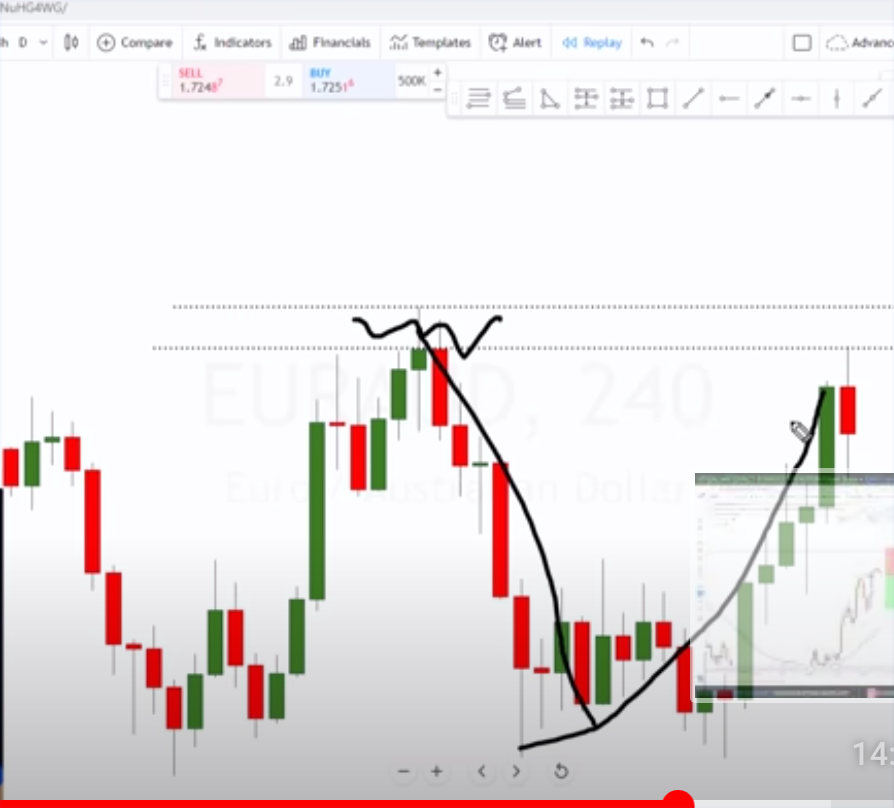 NuHG4WG/
h D Compare Indicators Financials Templates Alert Replay Advanc
SELL 1.72487 2.9 BUY 1.72516 500K
EURAUD, 240
Euro / Australian Dollar
14: